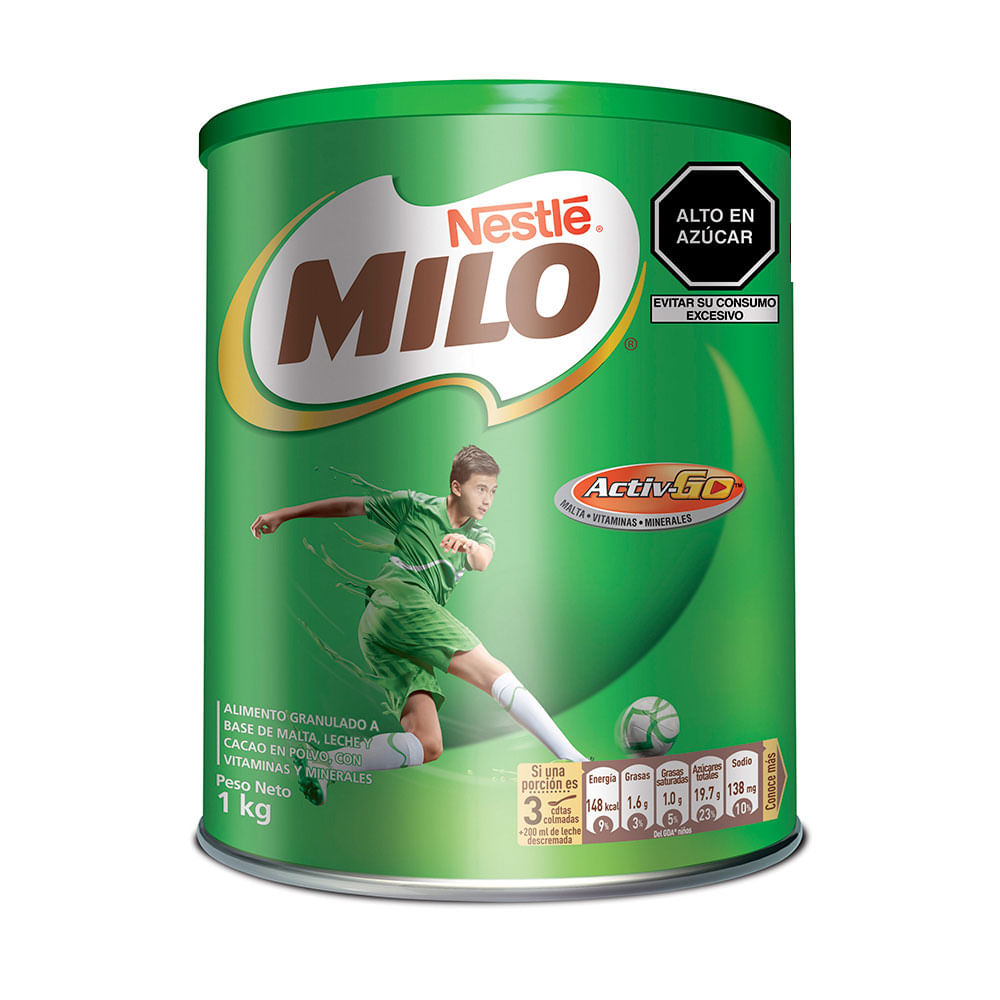 Nestlé®
MILO
®
ALTO EN
AZÚCAR
EVITAR SU CONSUMO
EXCESIVO
Activ-Go™
MALTA • VITAMINAS • MINERALES
ALIMENTO GRANULADO A
BASE DE MALTA, LECHE Y
CACAO EN POLVO, CON
VITAMINAS Y MINERALES
Peso Neto
1 kg
Si una
porción es
3 cdtas
colmadas
+200 ml de leche
descremada
Energía
148 kcal
9%
Grasas
1.6 g
3%
Grasas
saturadas
1.0 g
5%
Azúcares
totales
19.7 g
23%
Sodio
138 mg
10%
Del GDA* niños
Conoce más